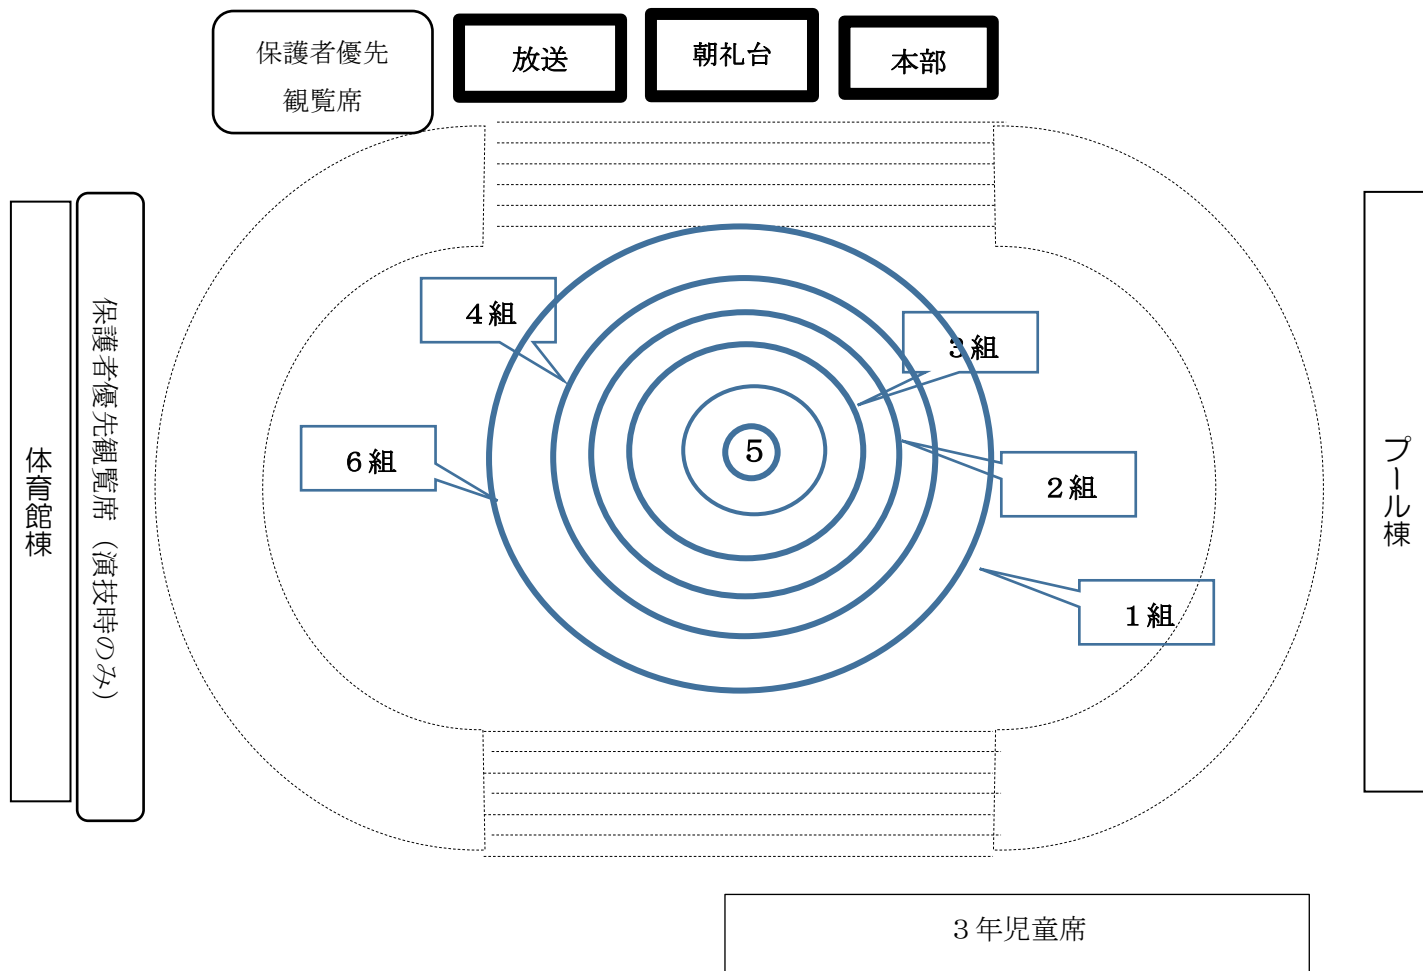 保護者優先
観覧席
放送
朝礼台
本部
４組
３組
６組
５
２組
１組
体育館棟
保護者優先観覧席（演技時のみ）
プール棟
３年児童席